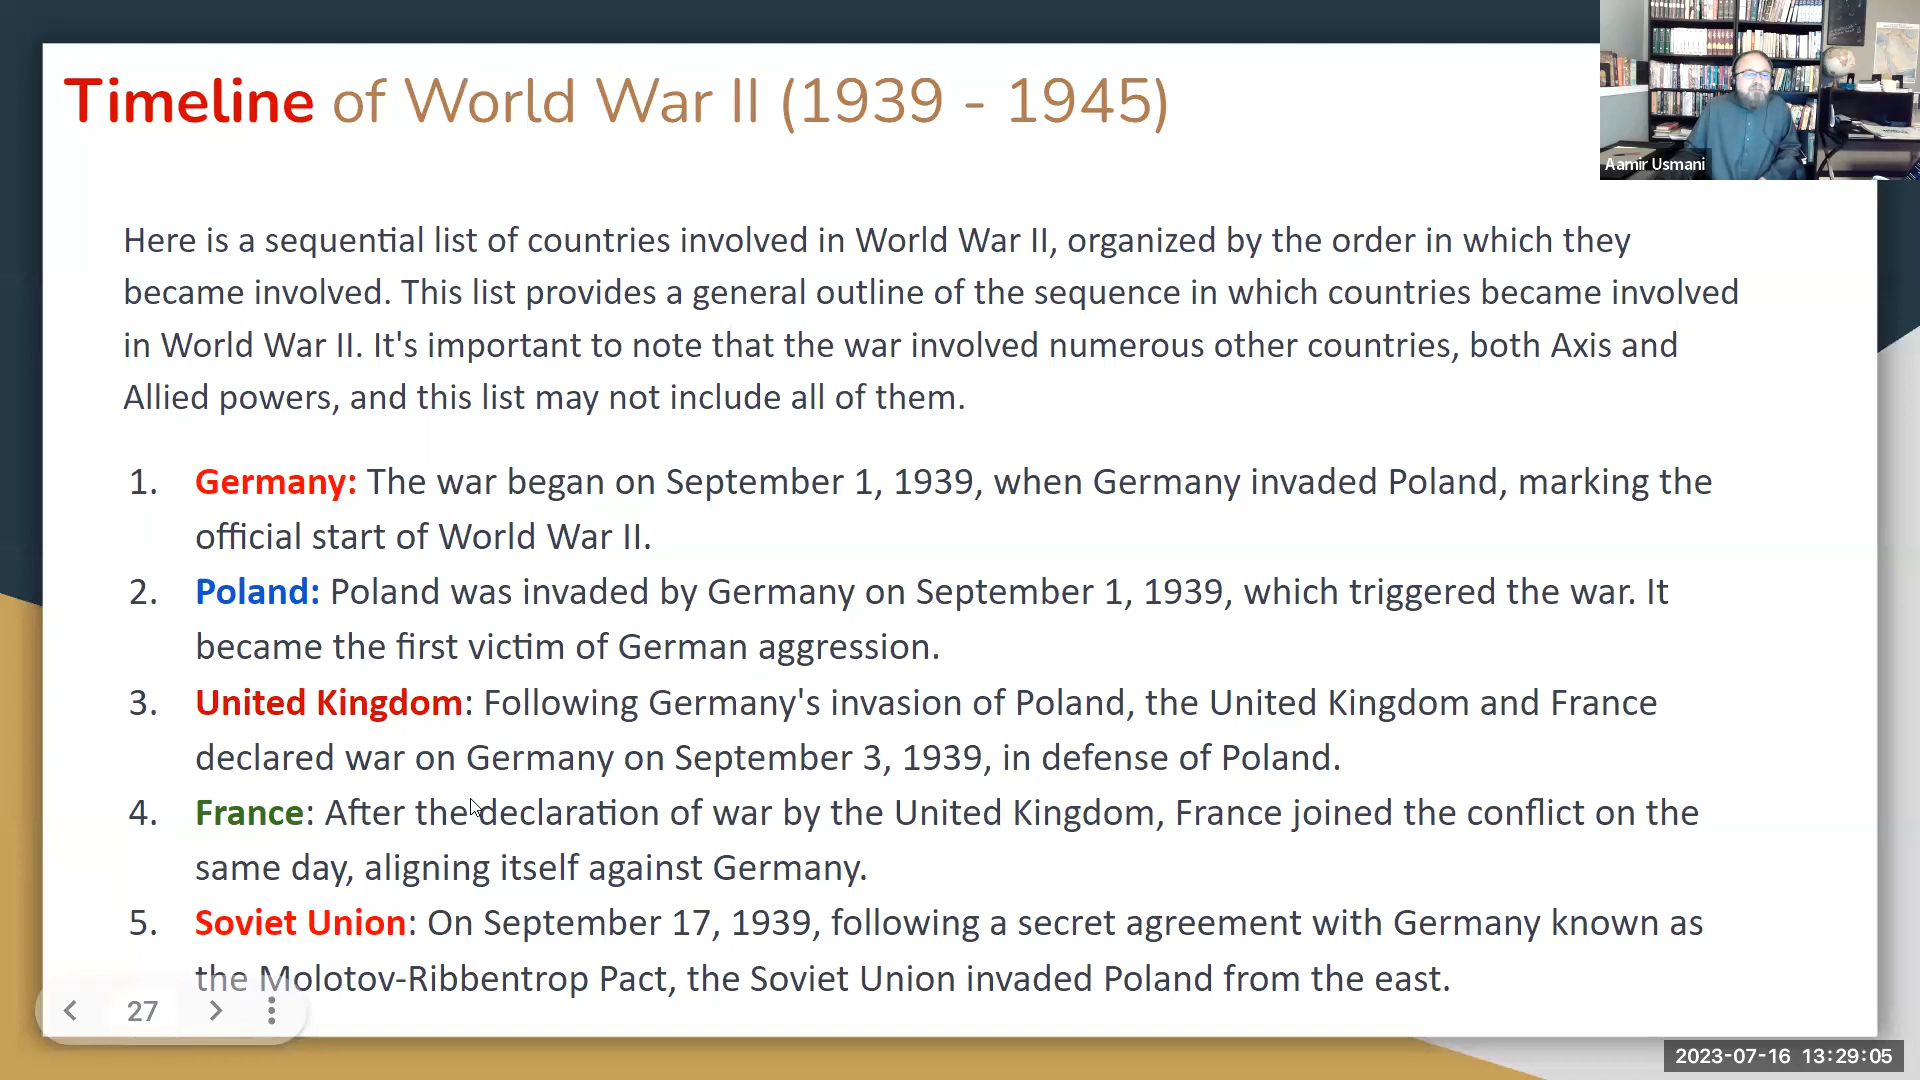 Timeline of World War II (1939 - 1945)
Aamir Usmani
Here is a sequential list of countries involved in World War II, organized by the order in which they
became involved. This list provides a general outline of the sequence in which countries became involved
in World War II. It's important to note that the war involved numerous other countries, both Axis and
Allied powers, and this list may not include all of them.
1. Germany: The war began on September 1, 1939, when Germany invaded Poland, marking the
official start of World War II.
2. Poland: Poland was invaded by Germany on September 1, 1939, which triggered the war. It
became the first victim of German aggression.
3. United Kingdom: Following Germany's invasion of Poland, the United Kingdom and France
declared war on Germany on September 3, 1939, in defense of Poland.
4. France: After the declaration of war by the United Kingdom, France joined the conflict on the
same day, aligning itself against Germany.
5. Soviet Union: On September 17, 1939, following a secret agreement with Germany known as
the Molotov-Ribbentrop Pact, the Soviet Union invaded Poland from the east.
27
2023-07-16 13:29:05